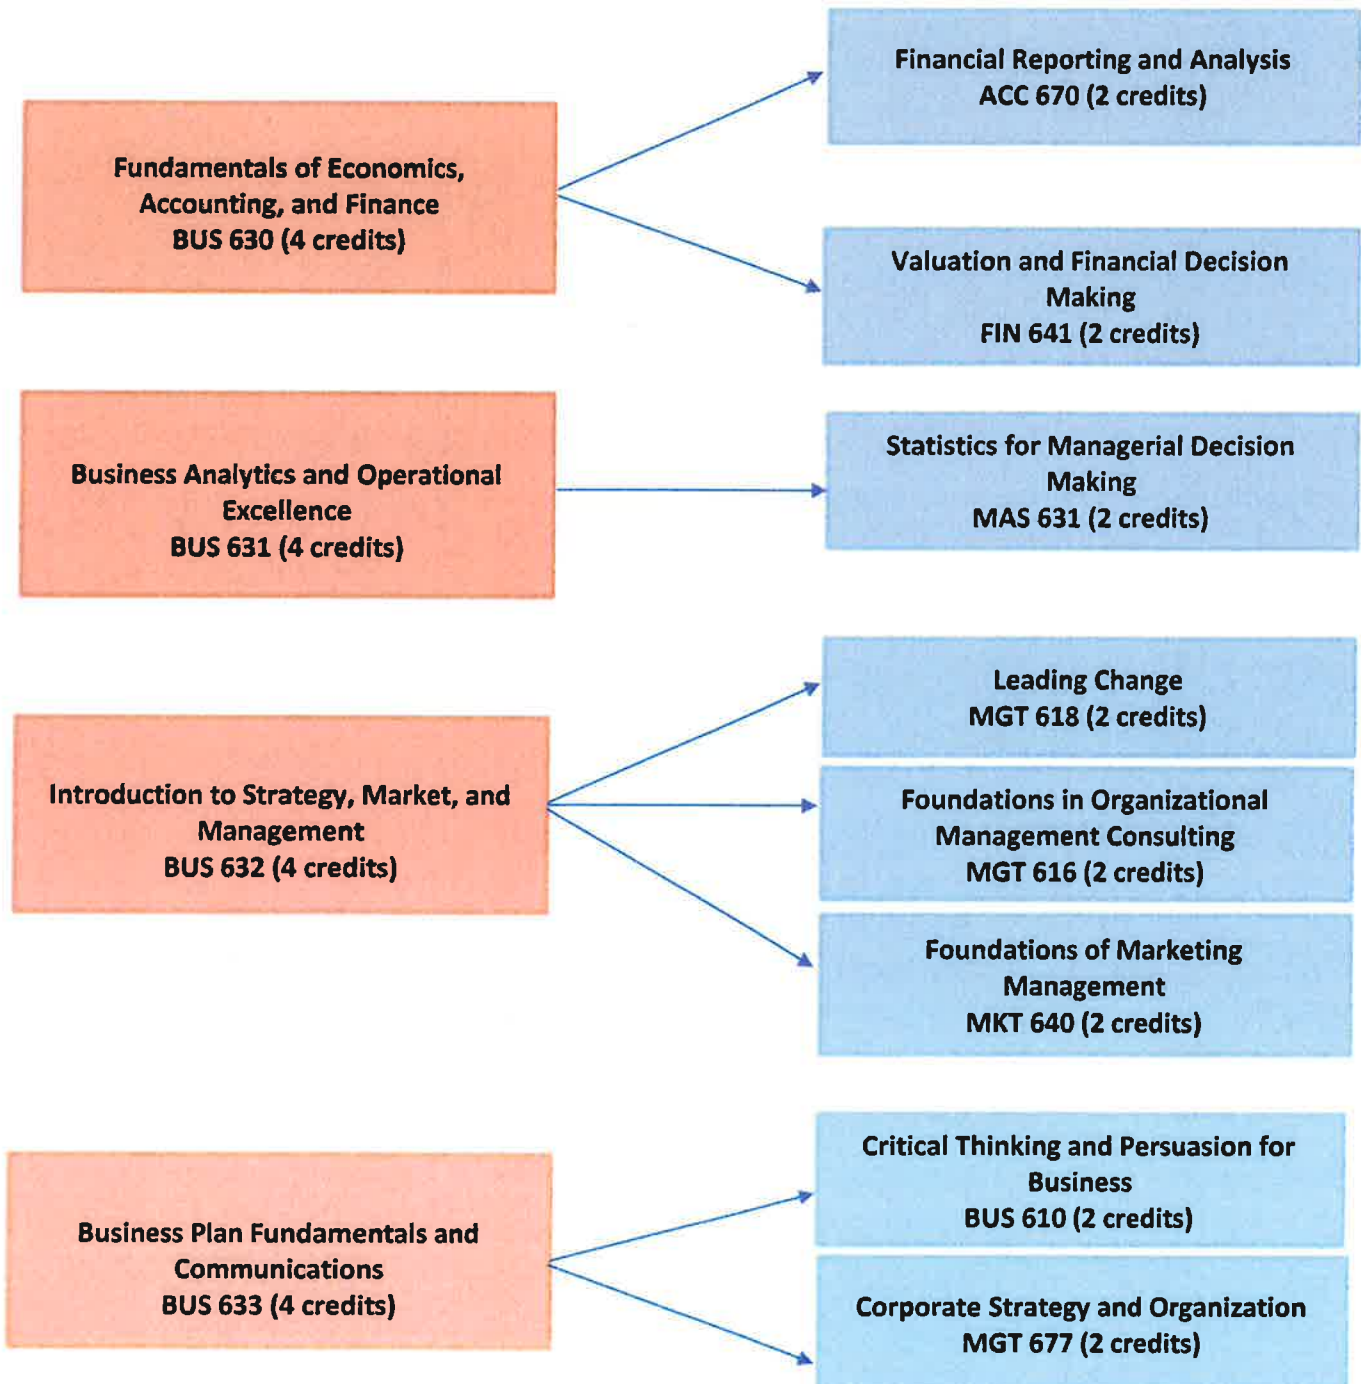 Financial Reporting and Analysis
ACC 670 (2 credits)
Fundamentals of Economics,
Accounting, and Finance
BUS 630 (4 credits)
Valuation and Financial Decision
Making
FIN 641 (2 credits)
Business Analytics and Operational
Excellence
BUS 631 (4 credits)
Statistics for Managerial Decision
Making
MAS 631 (2 credits)
Introduction to Strategy, Market, and
Management
BUS 632 (4 credits)
Leading Change
MGT 618 (2 credits)
Foundations in Organizational
Management Consulting
MGT 616 (2 credits)
Foundations of Marketing
Management
MKT 640 (2 credits)
Business Plan Fundamentals and
Communications
BUS 633 (4 credits)
Critical Thinking and Persuasion for
Business
BUS 610 (2 credits)
Corporate Strategy and Organization
MGT 677 (2 credits)